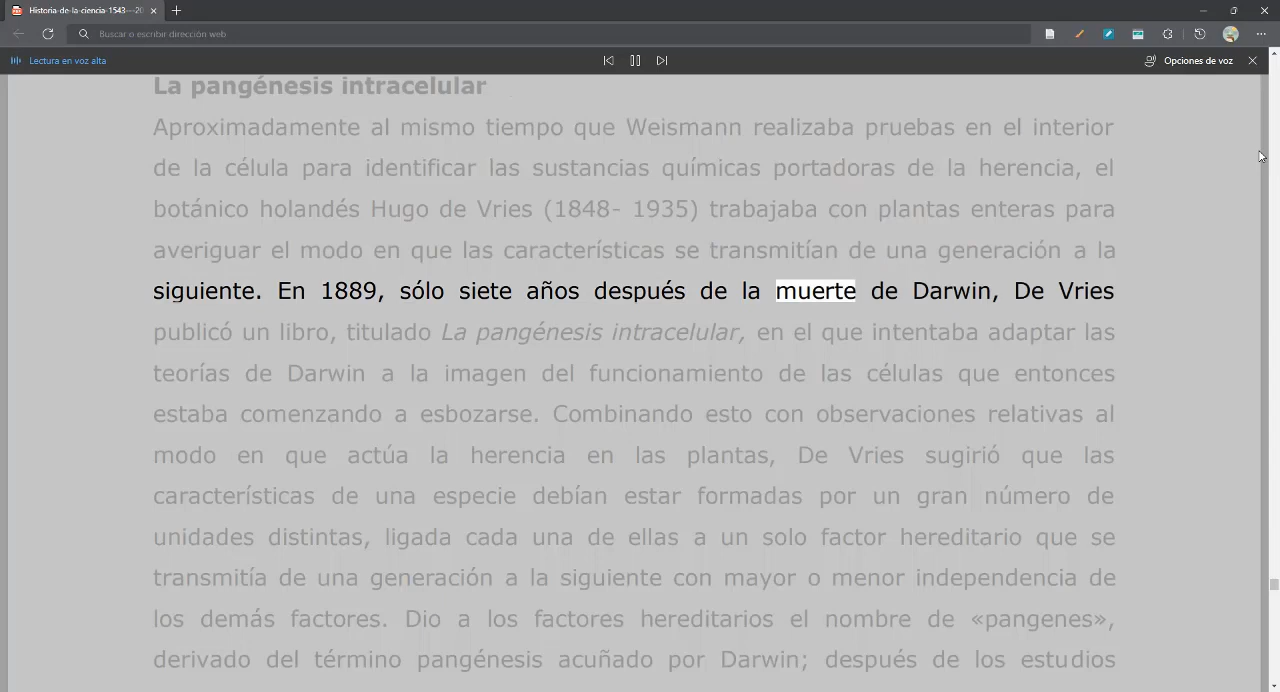 Historia-de-la-ciencia-1543---20
Buscar o escribir dirección web
Lectura en voz alta
Opciones de voz
La pangénesis intracelular
Aproximadamente al mismo tiempo que Weismann realizaba pruebas en el interior
de la célula para identificar las sustancias químicas portadoras de la herencia, el
botánico holandés Hugo de Vries (1848- 1935) trabajaba con plantas enteras para
averiguar el modo en que las características se transmitían de una generación a la
siguiente. En 1889, sólo siete años después de la muerte de Darwin, De Vries
publicó un libro, titulado La pangénesis intracelular, en el que intentaba adaptar las
teorías de Darwin a la imagen del funcionamiento de las células que entonces
estaba comenzando a esbozarse. Combinando esto con observaciones relativas al
modo en que actúa la herencia en las plantas, De Vries sugirió que las
características de una especie debían estar formadas por un gran número de
unidades distintas, ligada cada una de ellas a un solo factor hereditario que se
transmitía de una generación a la siguiente con mayor o menor independencia de
los demás factores. Dio a los factores hereditarios el nombre de «pangenes»,
derivado del término pangénesis acuñado por Darwin; después de los estudios